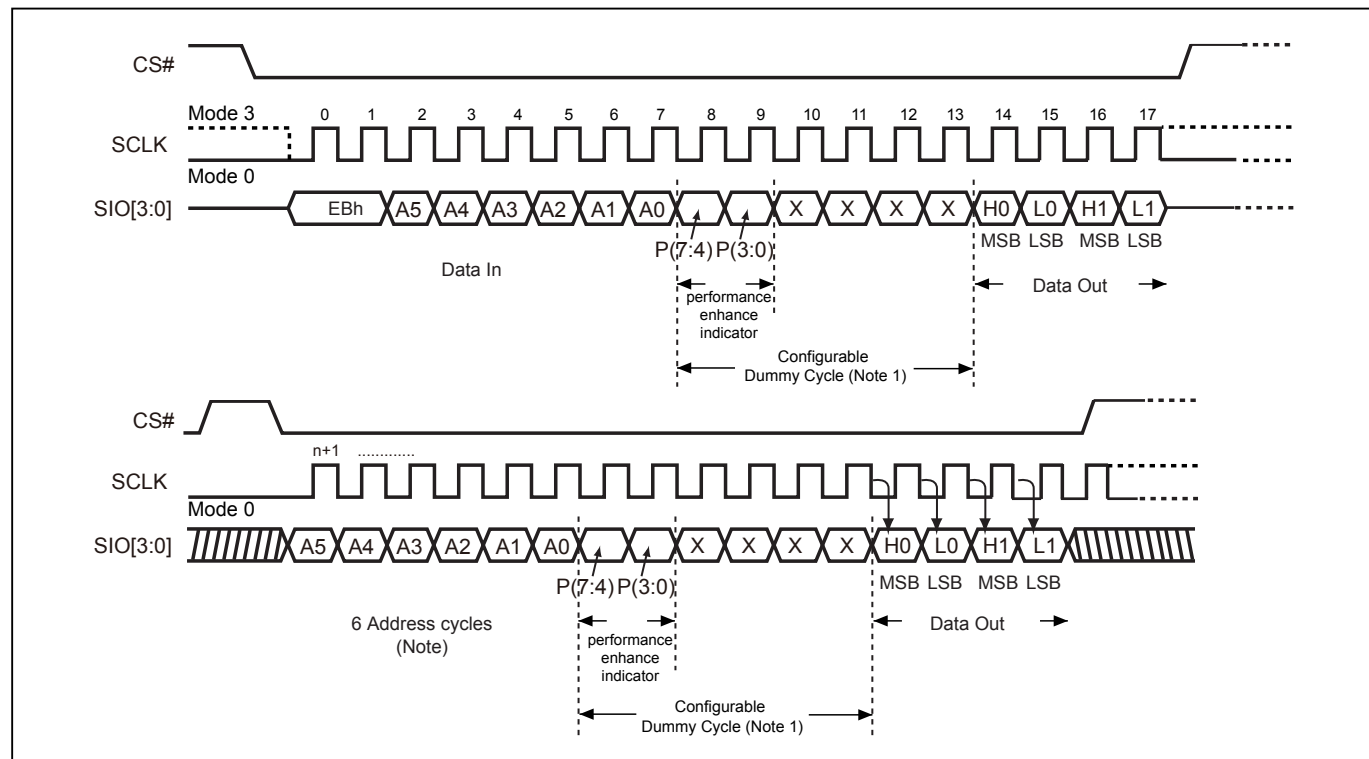 CS#
Mode 3
0 1 2 3 4 5 6 7 8 9 10 11 12 13 14 15 16 17
SCLK
Mode 0
SIO[3:0] EBh A5 A4 A3 A2 A1 A0 X X X X H0 L0 H1 L1
P(7:4) P(3:0) MSB LSB MSB LSB
Data In
performance
enhance
indicator
Data Out
Configurable
Dummy Cycle (Note 1)
CS#
n+1 .............
SCLK
Mode 0
SIO[3:0] A5 A4 A3 A2 A1 A0 X X X X H0 L0 H1 L1
P(7:4) P(3:0) MSB LSB MSB LSB
6 Address cycles
(Note)
performance
enhance
indicator
Data Out
Configurable
Dummy Cycle (Note 1)